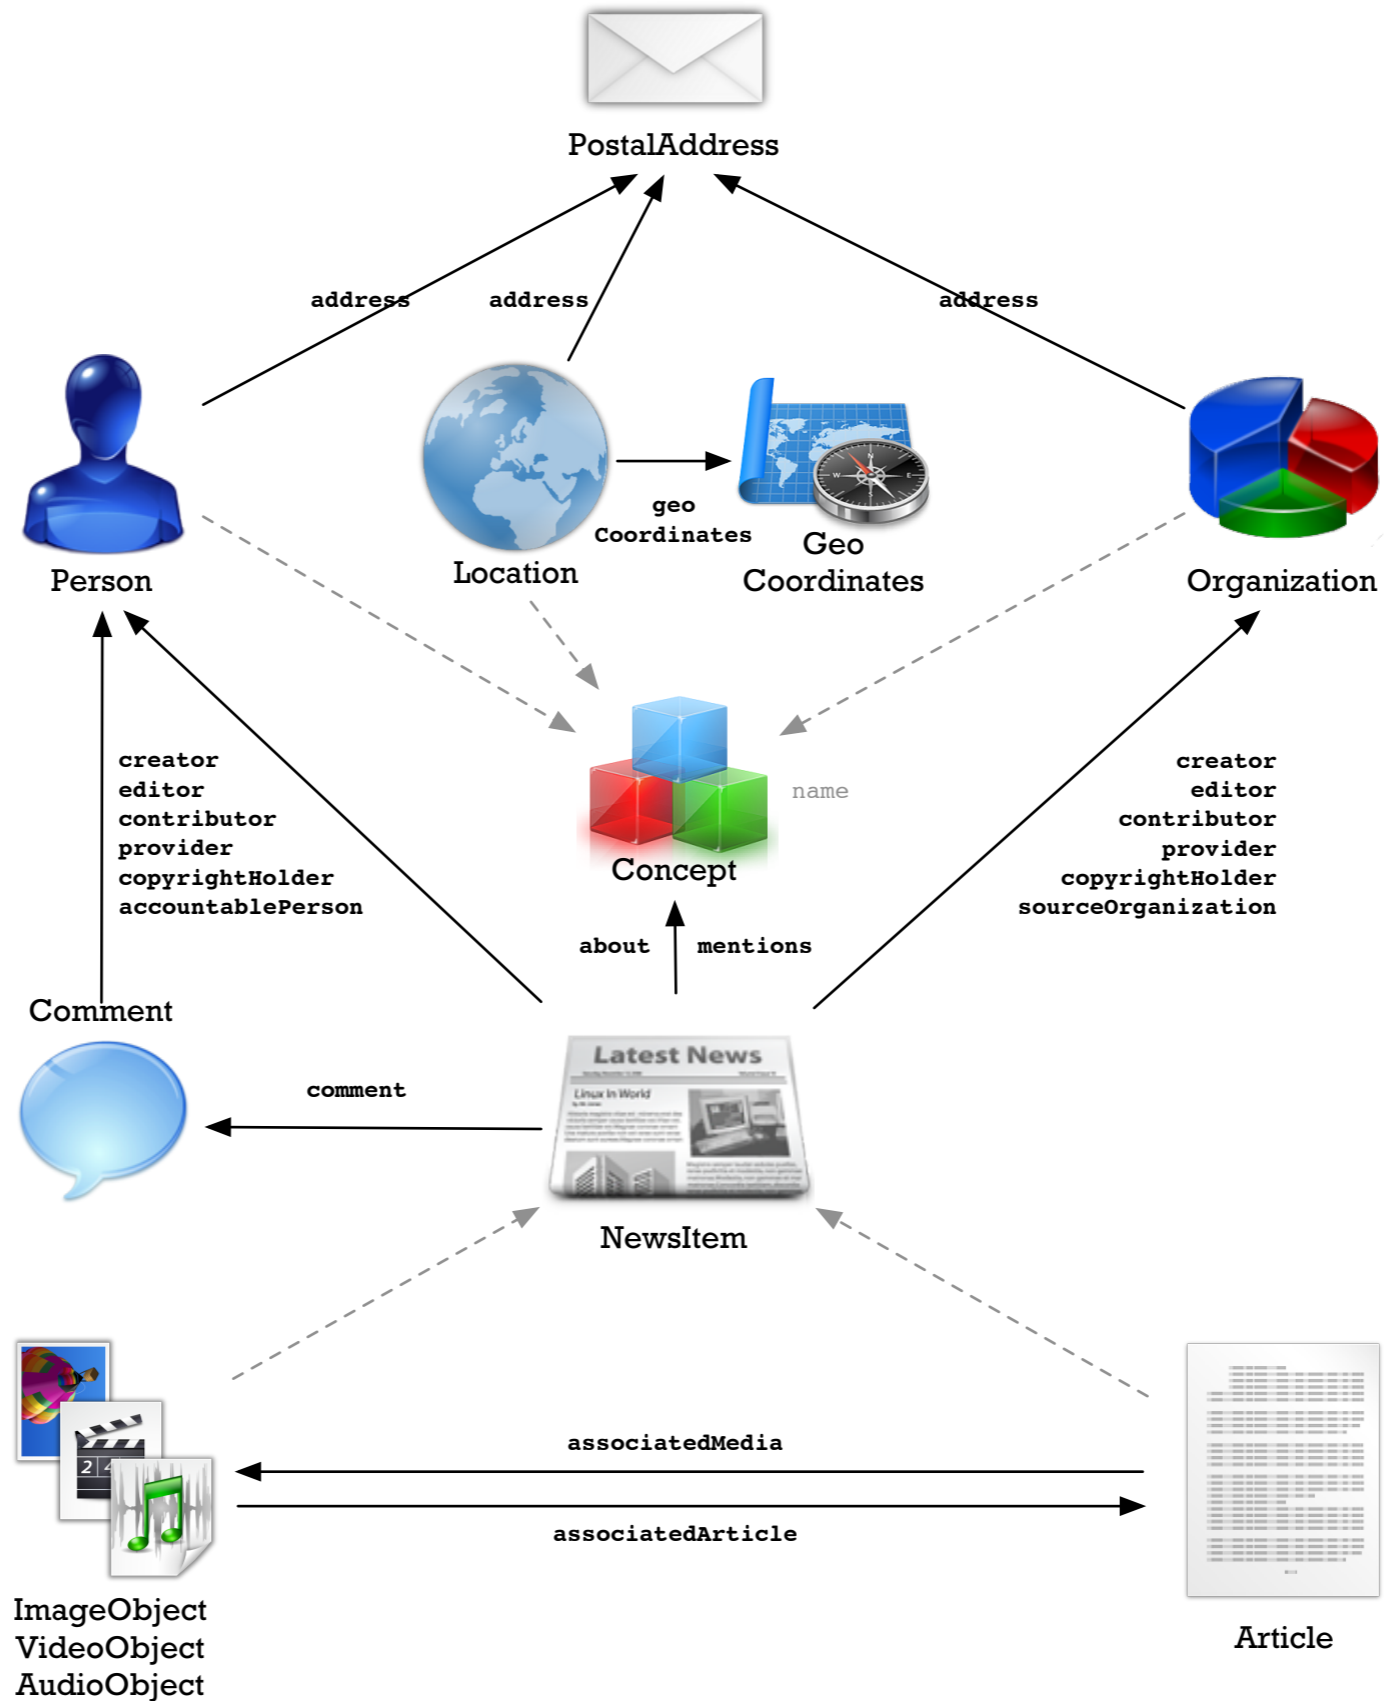 PostalAddress
address
address
address
geo
Coordinates
Geo
Coordinates
Person
Location
Organization
creator
editor
contributor
provider
copyrightHolder
accountablePerson
name
creator
editor
contributor
provider
copyrightHolder
sourceOrganization
Concept
about
mentions
Comment
comment
Latest News
Linux In World
NewsItem
2 4
associatedMedia
associatedArticle
ImageObject
VideoObject
AudioObject
Article